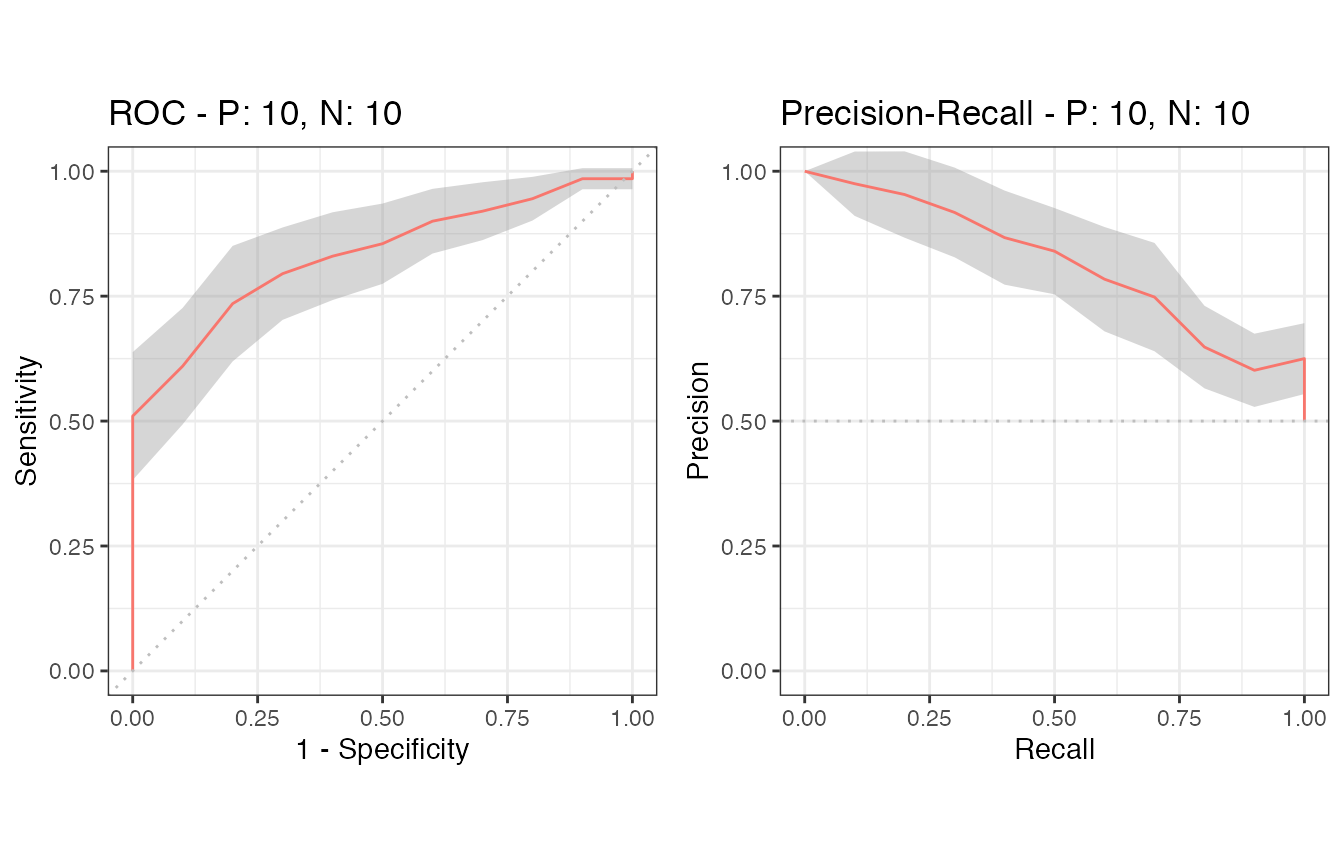 ROC - P: 10, N: 10
1.00
0.75
0.50
0.25
0.00
Sensitivity
0.00 0.25 0.50 0.75 1.00
1 - Specificity
Precision-Recall - P: 10, N: 10
1.00
0.75
0.50
0.25
0.00
Precision
0.00 0.25 0.50 0.75 1.00
Recall